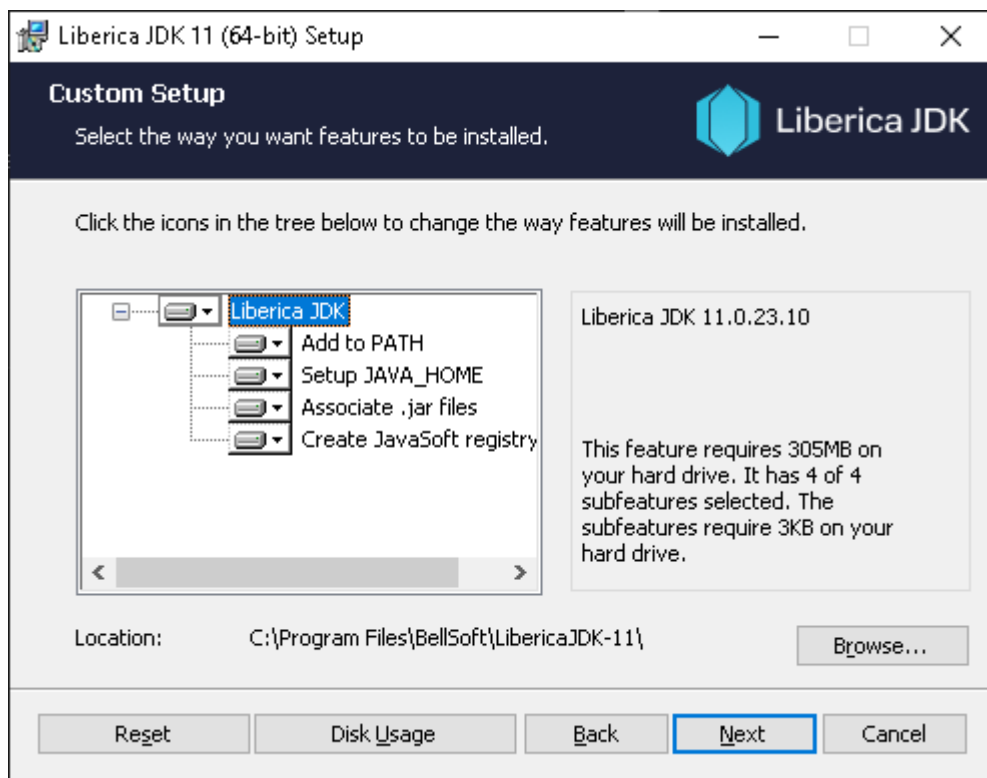 Liberica JDK 11 (64-bit) Setup
Custom Setup
Select the way you want features to be installed.
Liberica JDK
Click the icons in the tree below to change the way features will be installed.
Liberica JDK
Add to PATH
Setup JAVA_HOME
Associate .jar files
Create JavaSoft registry
Liberica JDK 11.0.23.10
This feature requires 305MB on
your hard drive. It has 4 of 4
subfeatures selected. The
subfeatures require 3KB on your
hard drive.
Location: C:\Program Files\BellSoft\LibericaJDK-11\
Browse...
Reset Disk Usage Back Next Cancel